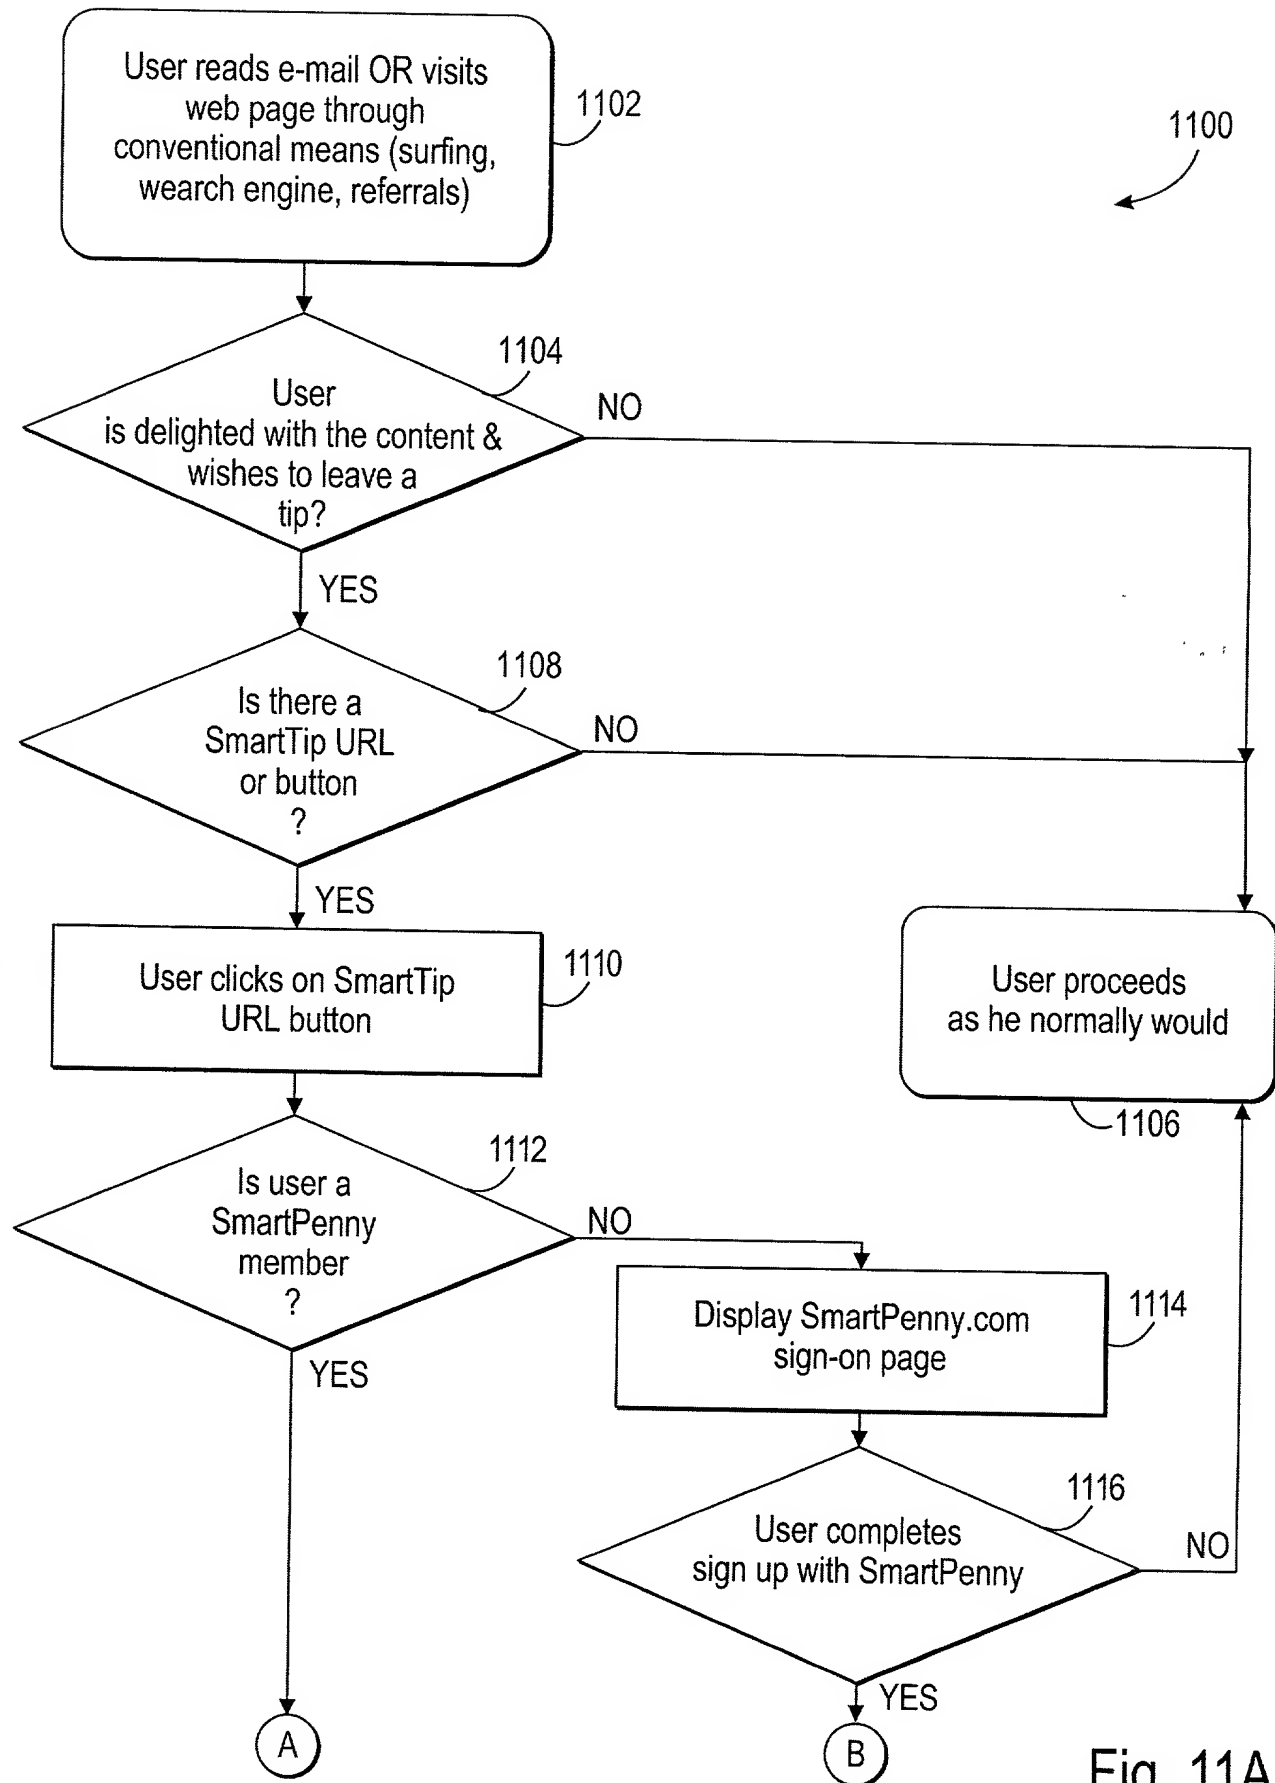 User reads e-mail OR visits
web page through
conventional means (surfing,
wearch engine, referrals)
1102
1100
1104
User
is delighted with the content &
wishes to leave a
tip?
NO
YES
1108
Is there a
SmartTip URL
or button
?
NO
YES
User clicks on SmartTip
URL button
1110
User proceeds
as he normally would
1106
1112
Is user a
SmartPenny
member
?
NO
YES
Display SmartPenny.com
sign-on page
1114
1116
User completes
sign up with SmartPenny
NO
YES
A
B
Fig. 11A